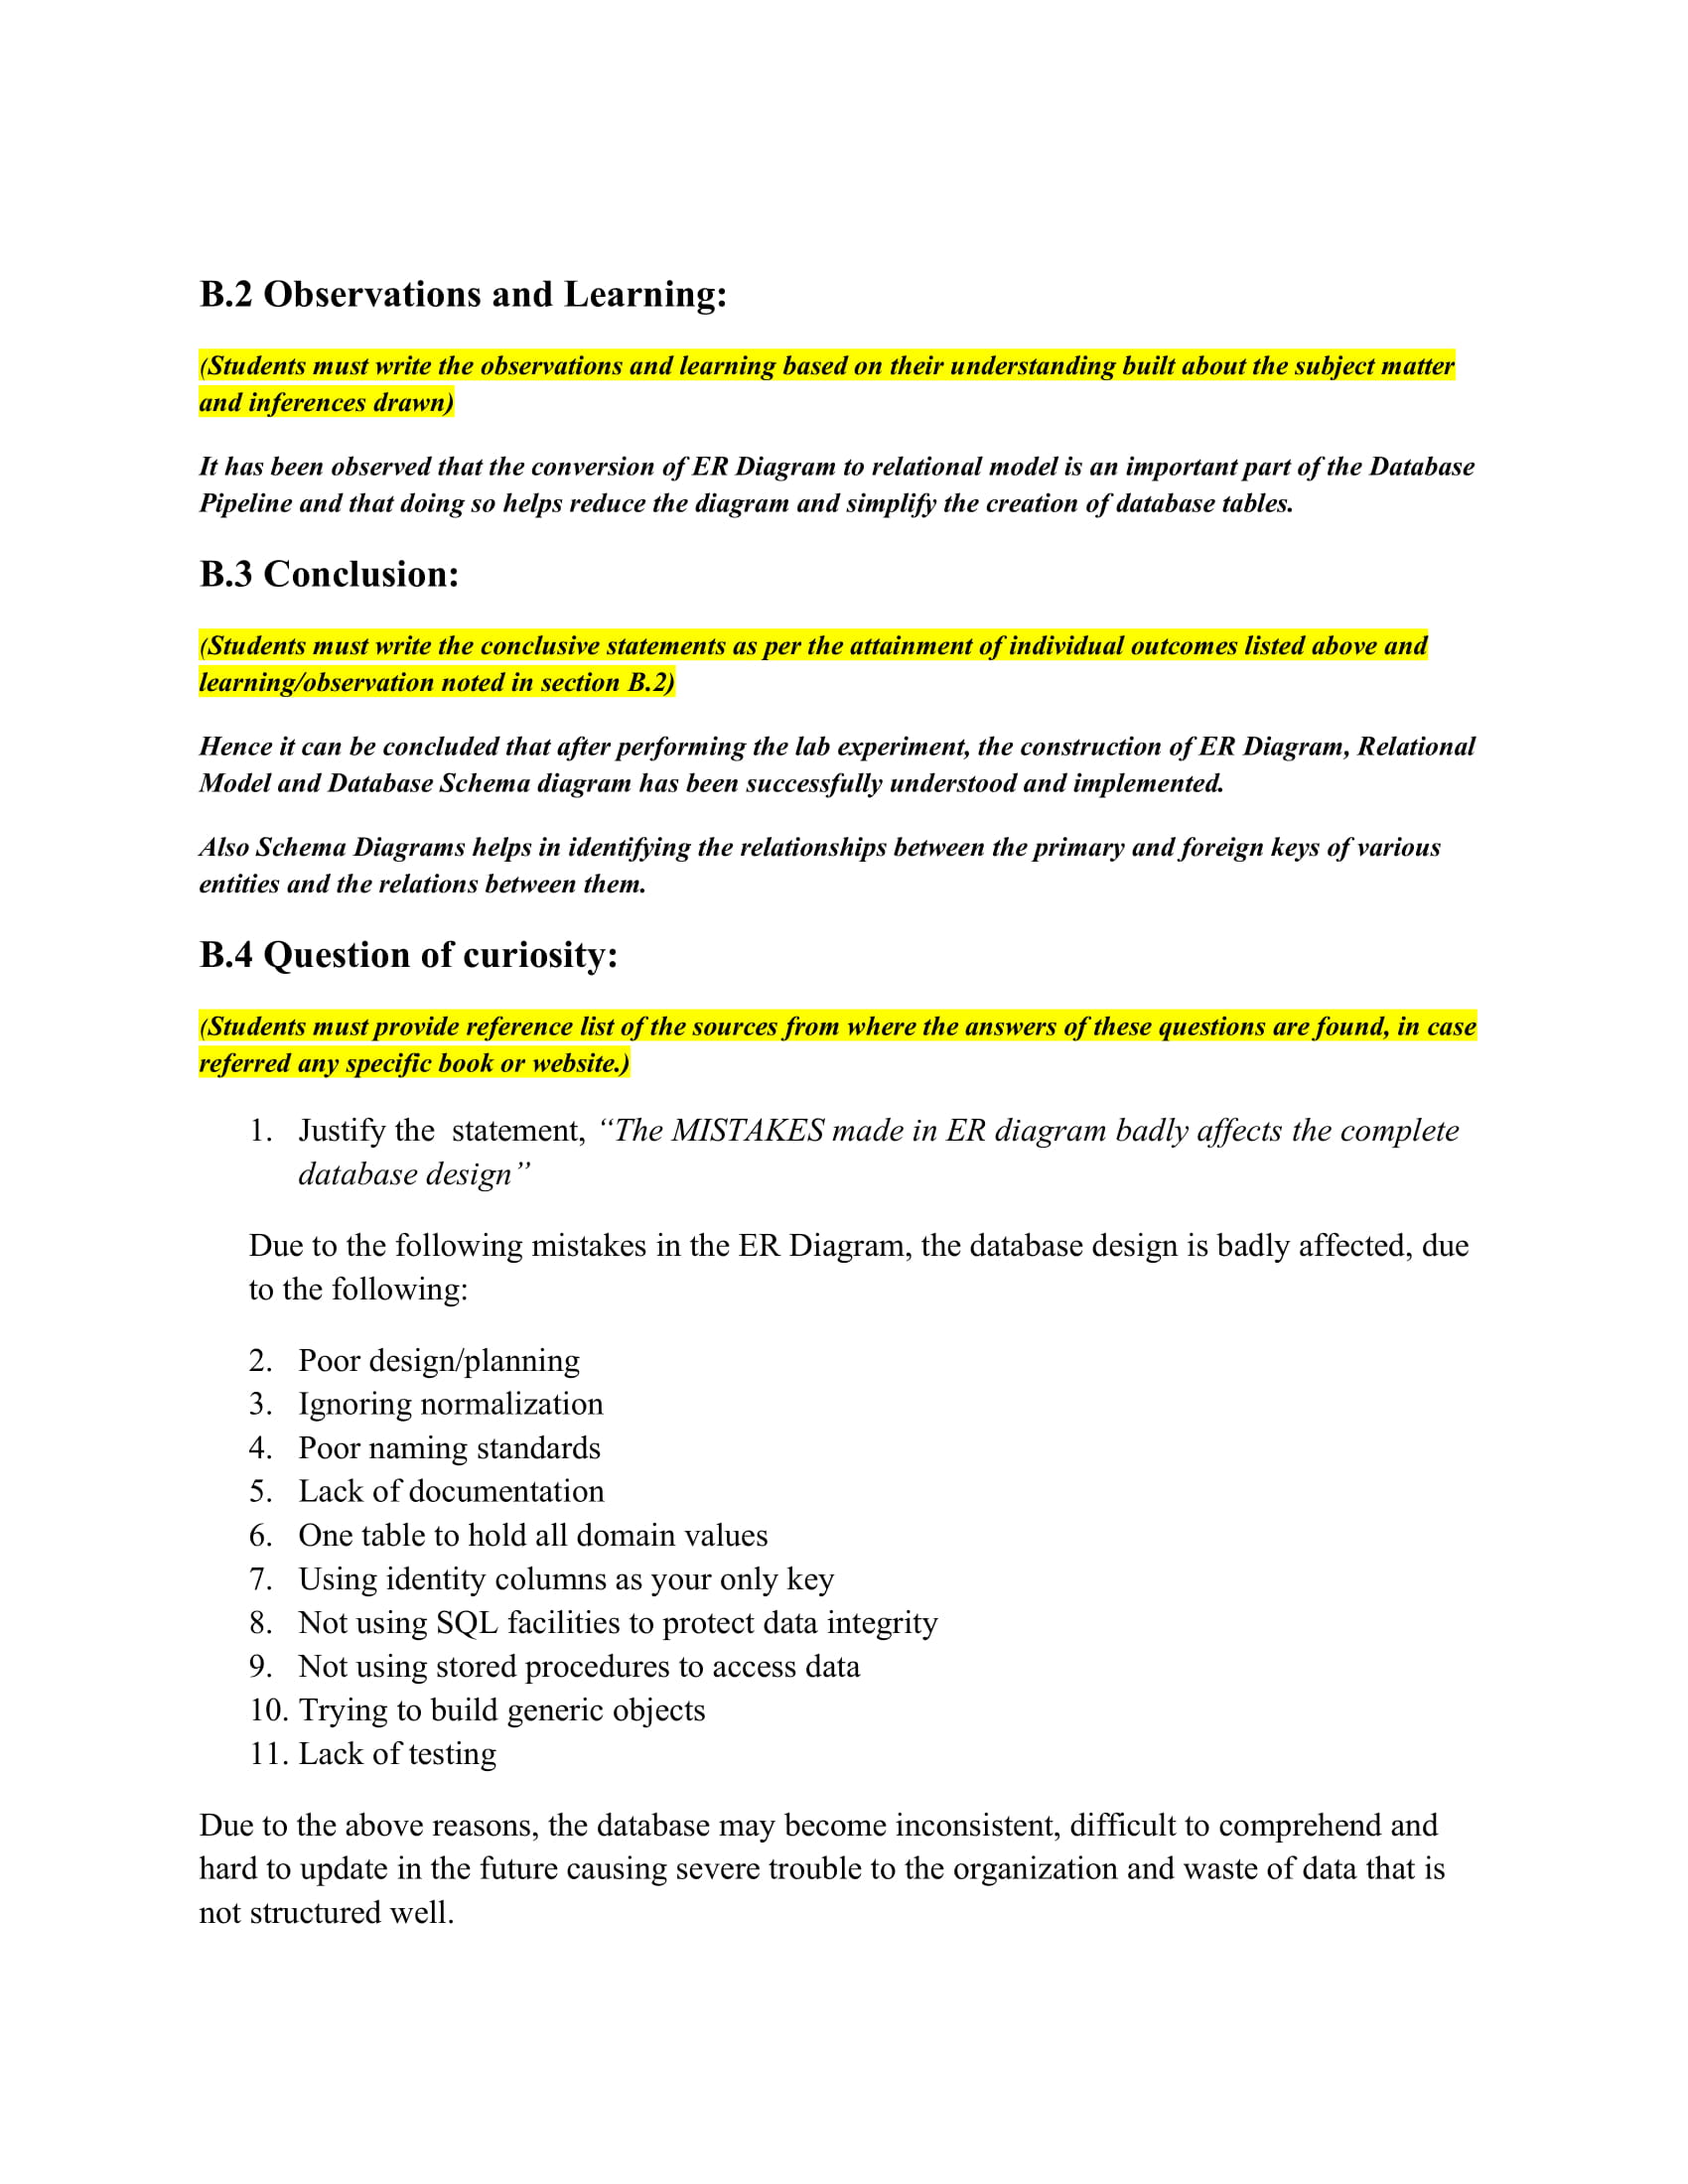 B.2 Observations and Learning:
(Students must write the observations and learning based on their understanding built about the subject matter
and inferences drawn)
It has been observed that the conversion of ER Diagram to relational model is an important part of the Database
Pipeline and that doing so helps reduce the diagram and simplify the creation of database tables.
B.3 Conclusion:
(Students must write the conclusive statements as per the attainment of individual outcomes listed above and
learning/observation noted in section B.2)
Hence it can be concluded that after performing the lab experiment, the construction of ER Diagram, Relational
Model and Database Schema diagram has been successfully understood and implemented.
Also Schema Diagrams helps in identifying the relationships between the primary and foreign keys of various
entities and the relations between them.
B.4 Question of curiosity:
(Students must provide reference list of the sources from where the answers of these questions are found, in case
referred any specific book or website.)
1. Justify the  statement, “The MISTAKES made in ER diagram badly affects the complete
database design”
Due to the following mistakes in the ER Diagram, the database design is badly affected, due
to the following:
2. Poor design/planning
3. Ignoring normalization
4. Poor naming standards
5. Lack of documentation
6. One table to hold all domain values
7. Using identity columns as your only key
8. Not using SQL facilities to protect data integrity
9. Not using stored procedures to access data
10. Trying to build generic objects
11. Lack of testing
Due to the above reasons, the database may become inconsistent, difficult to comprehend and
hard to update in the future causing severe trouble to the organization and waste of data that is
not structured well.